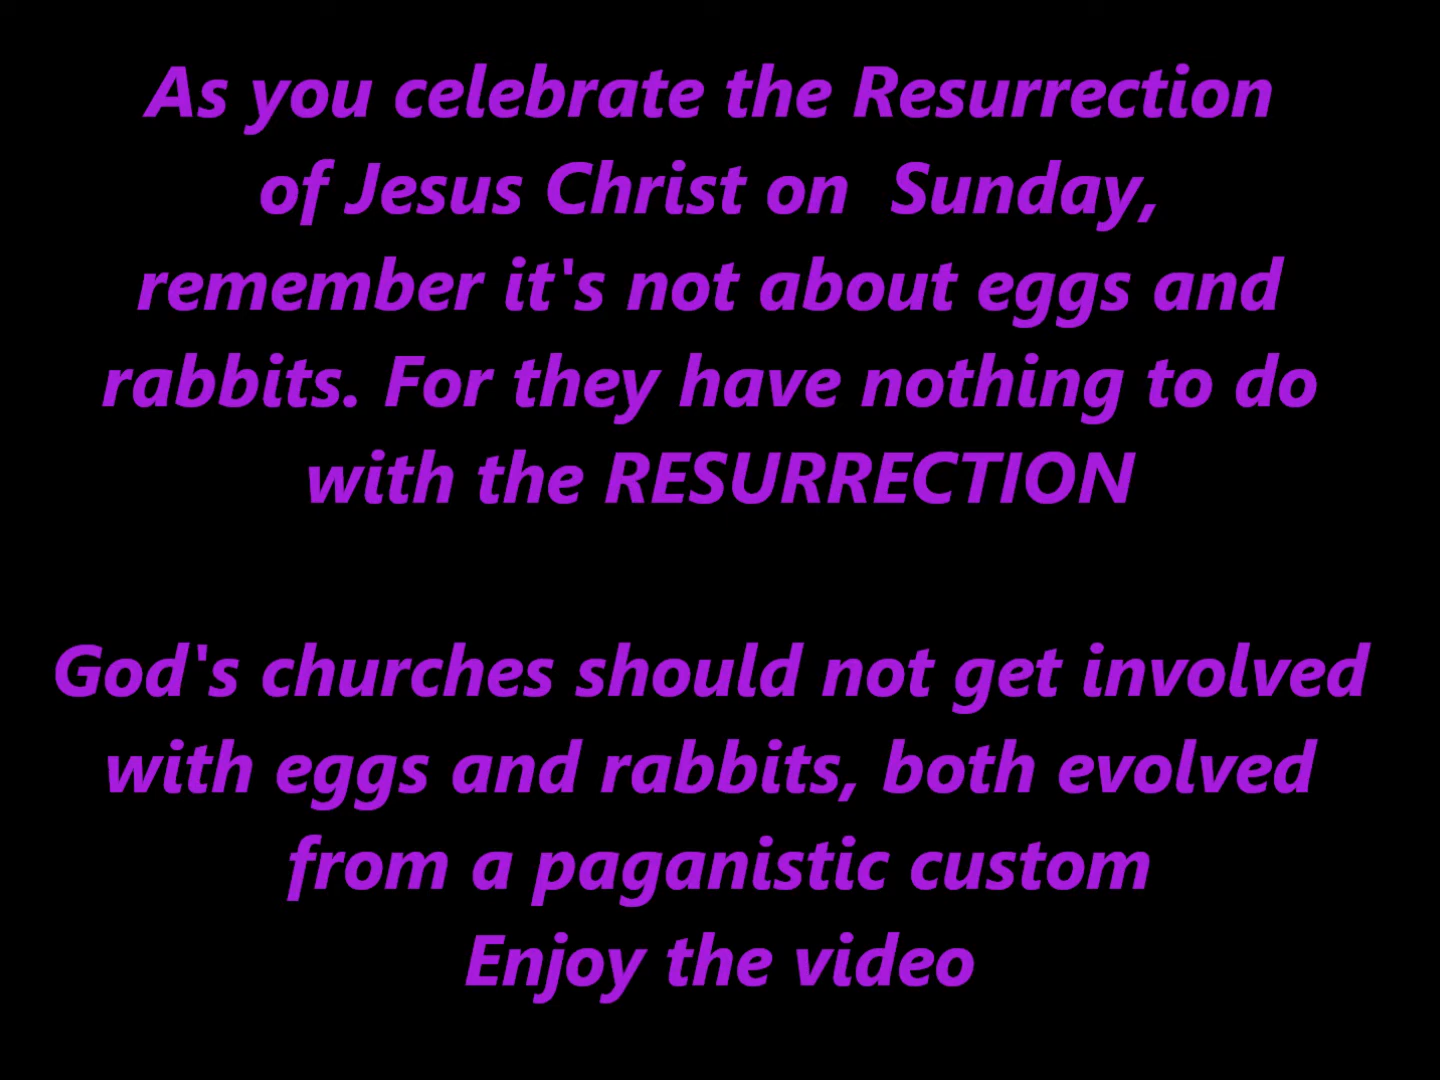 As you celebrate the Resurrection
of Jesus Christ on  Sunday,
remember it's not about eggs and
rabbits. For they have nothing to do
with the RESURRECTION
God's churches should not get involved
with eggs and rabbits, both evolved
from a paganistic custom
Enjoy the video